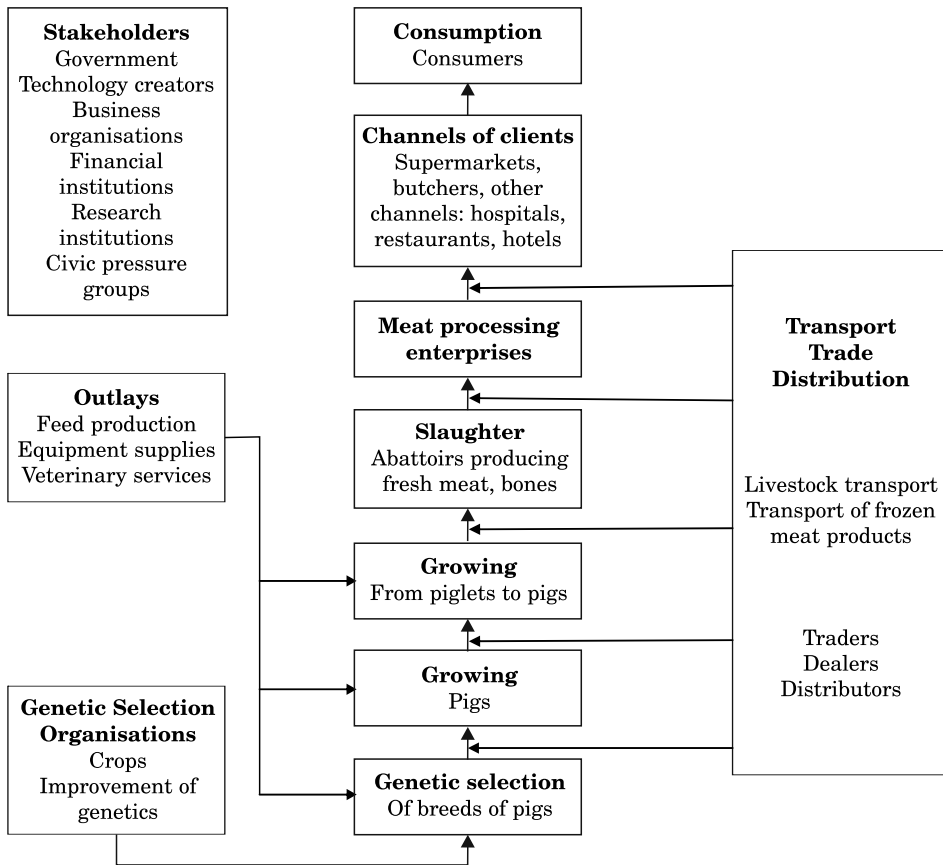 Stakeholders
Government
Technology creators
Business
organisations
Financial
institutions
Research
institutions
Civic pressure
groups
Outlays
Feed production
Equipment supplies
Veterinary services
Genetic Selection
Organisations
Crops
Improvement of
genetics
Consumption
Consumers
Channels of clients
Supermarkets,
butchers, other
channels: hospitals,
restaurants, hotels
Meat processing
enterprises
Slaughter
Abattoirs producing
fresh meat, bones
Growing
From piglets to pigs
Growing
Pigs
Genetic selection
Of breeds of pigs
Transport
Trade
Distribution
Livestock transport
Transport of frozen
meat products
Traders
Dealers
Distributors